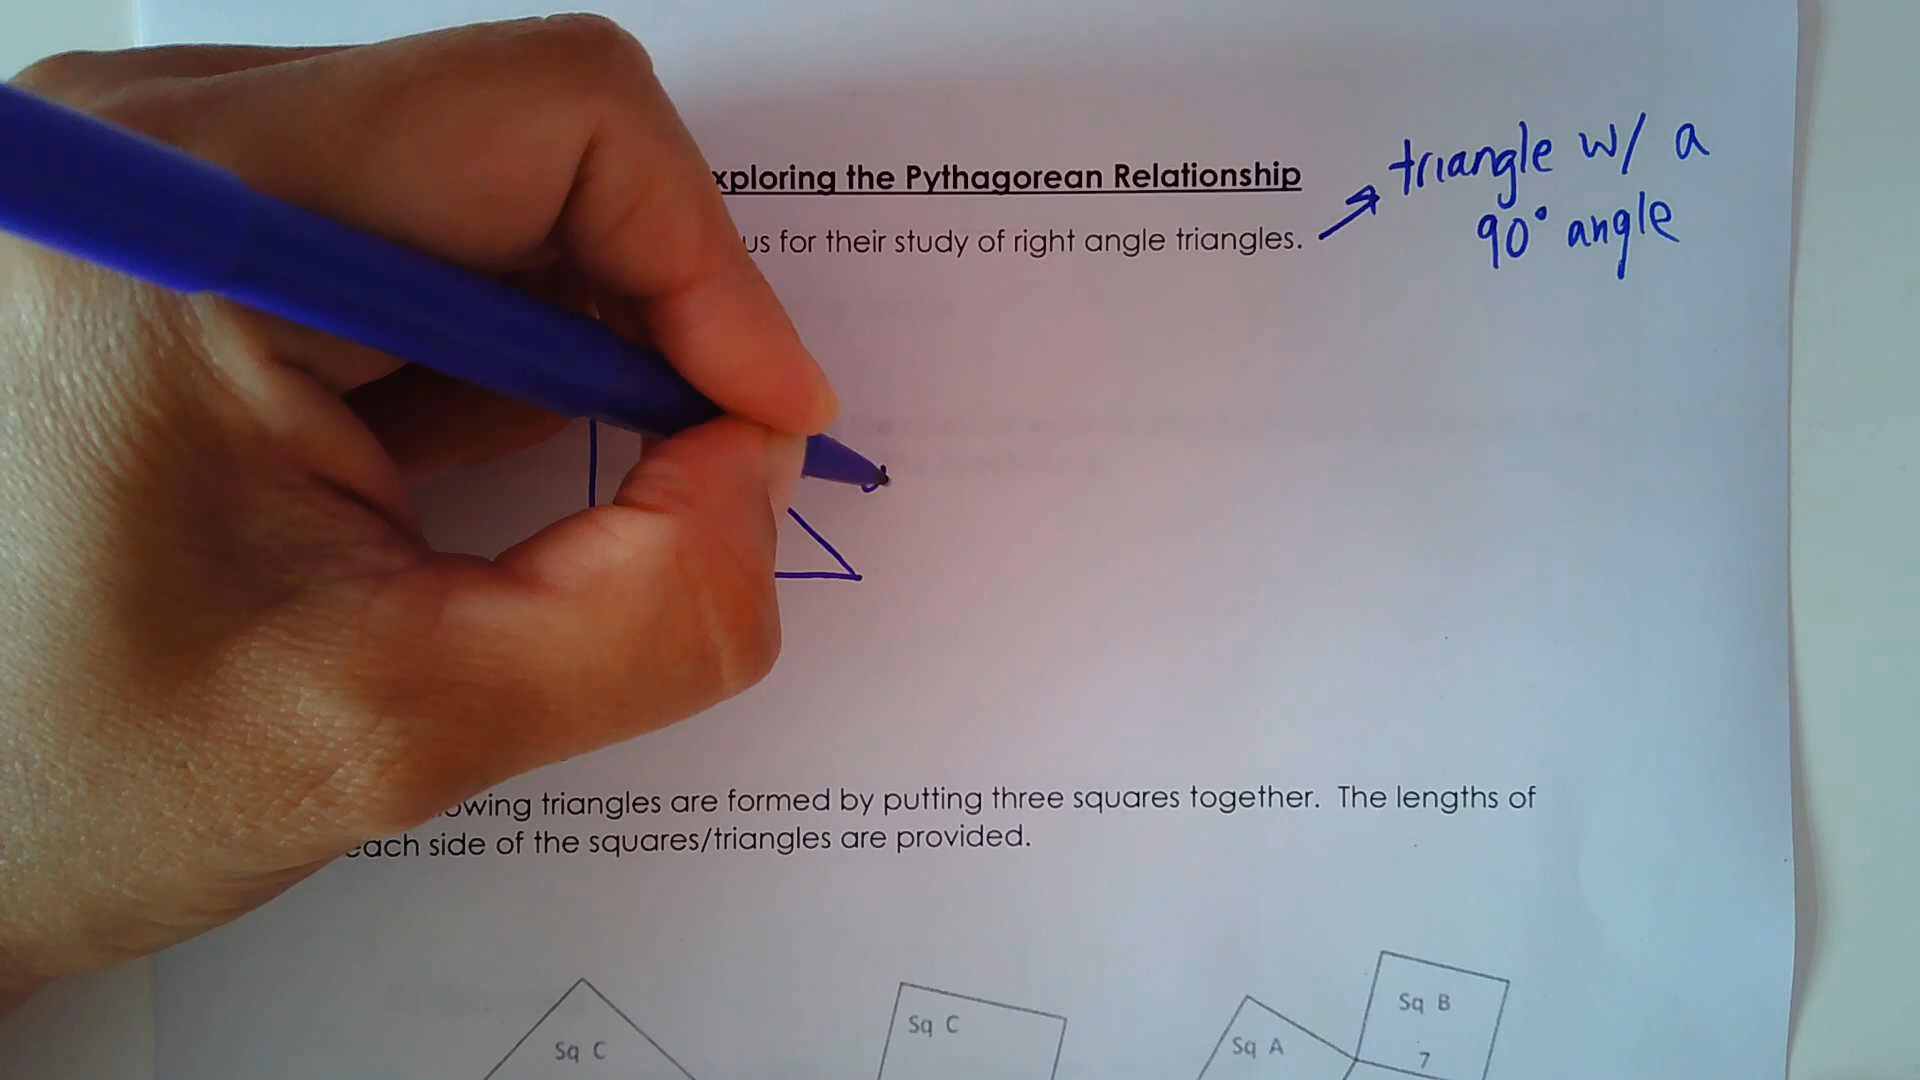 xploring the Pythagorean Relationship
us for their study of right angle triangles.
triangle w/ a
90° angle
owing triangles are formed by putting three squares together. The lengths of
each side of the squares/triangles are provided.
Sq C
Sq C
Sq A
Sq B
7